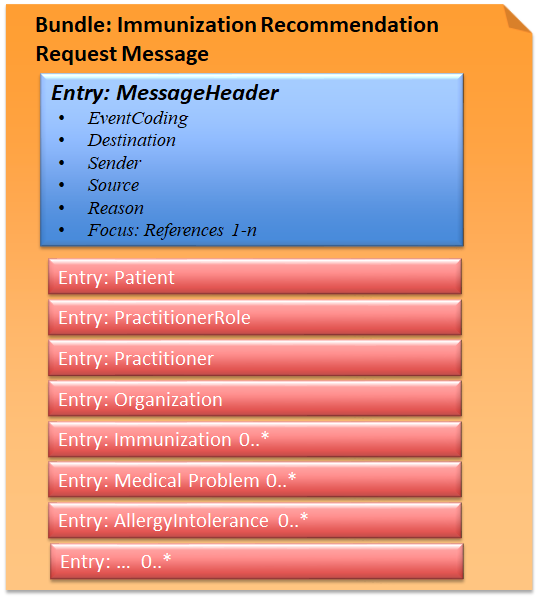 Bundle: Immunization Recommendation
Request Message
Entry: MessageHeader
• EventCoding
• Destination
• Sender
• Source
• Reason
• Focus: References 1-n
Entry: Patient
Entry: PractitionerRole
Entry: Practitioner
Entry: Organization
Entry: Immunization 0..*
Entry: Medical Problem 0..*
Entry: AllergyIntolerance 0..*
Entry: ... 0..*